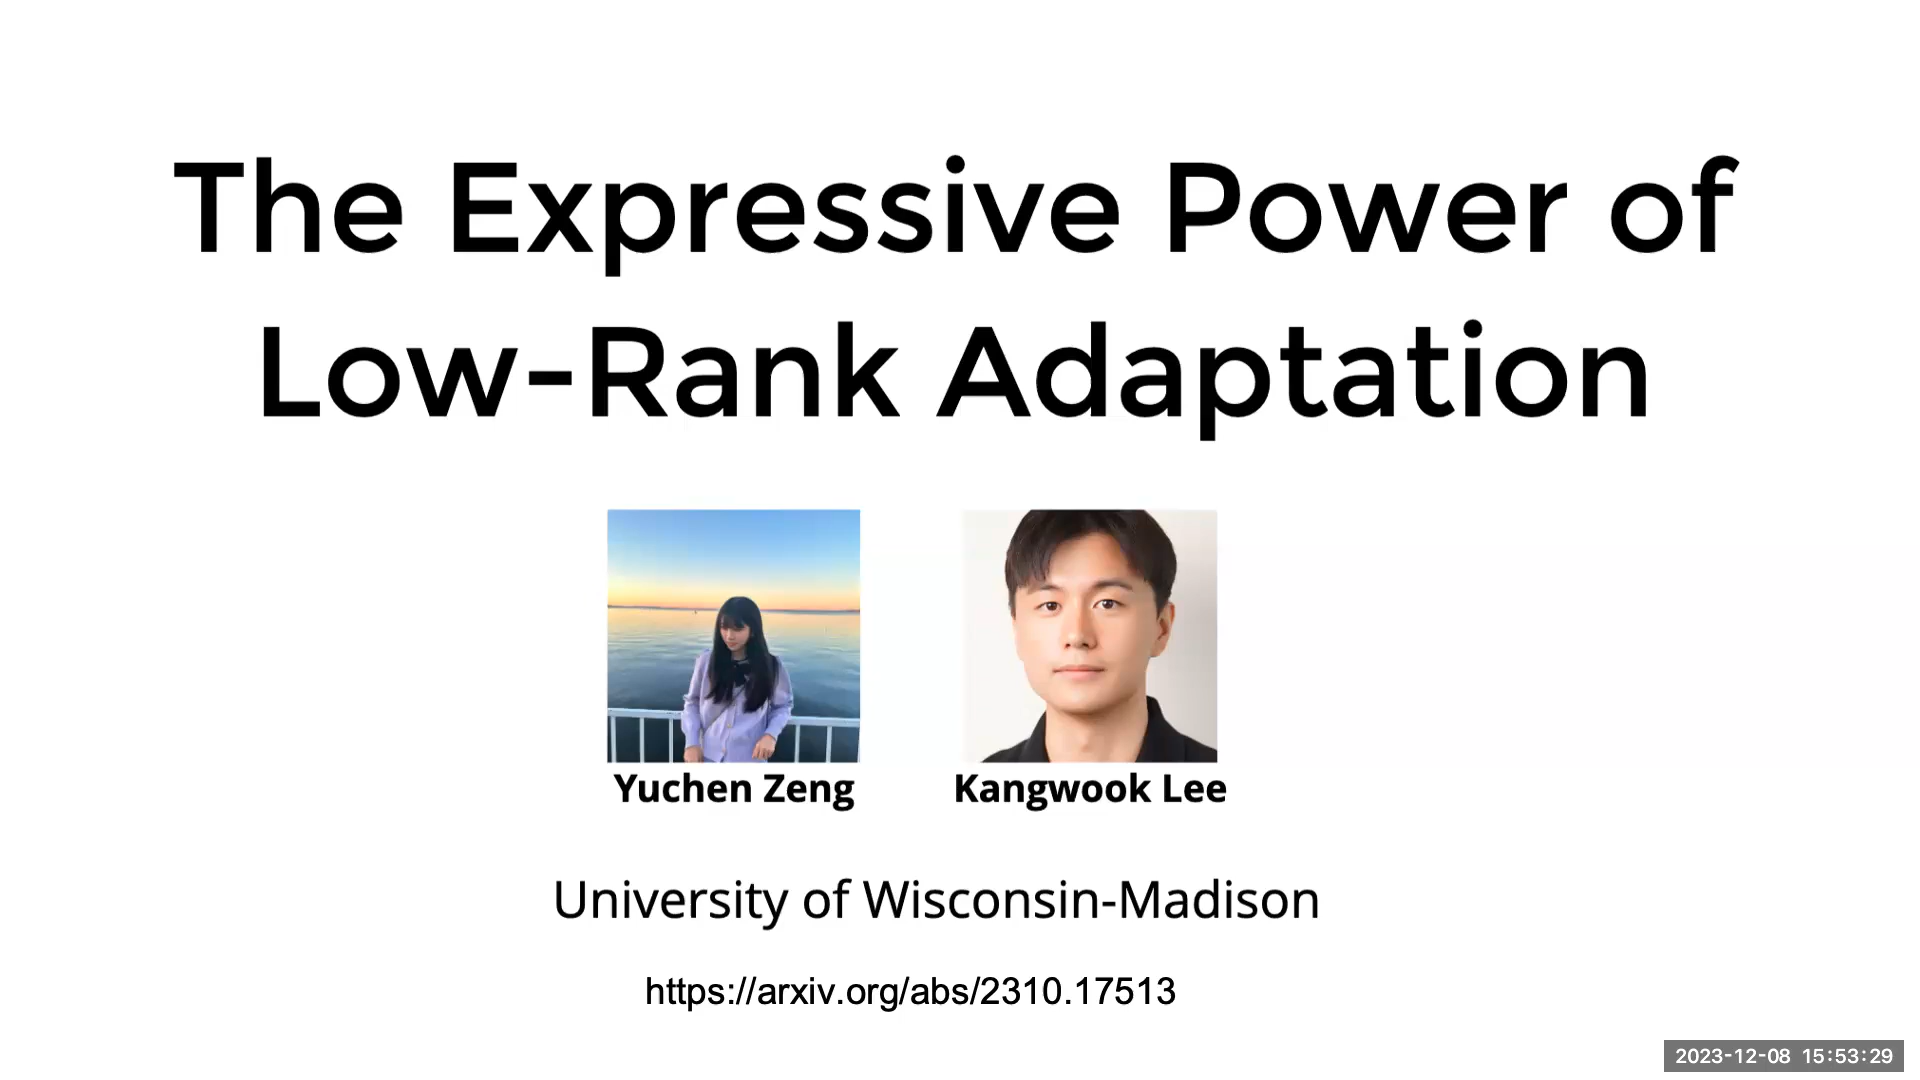 The Expressive Power of
Low-Rank Adaptation
Yuchen Zeng
Kangwook Lee
University of Wisconsin-Madison
https://arxiv.org/abs/2310.17513
2023-12-08 15:53:29